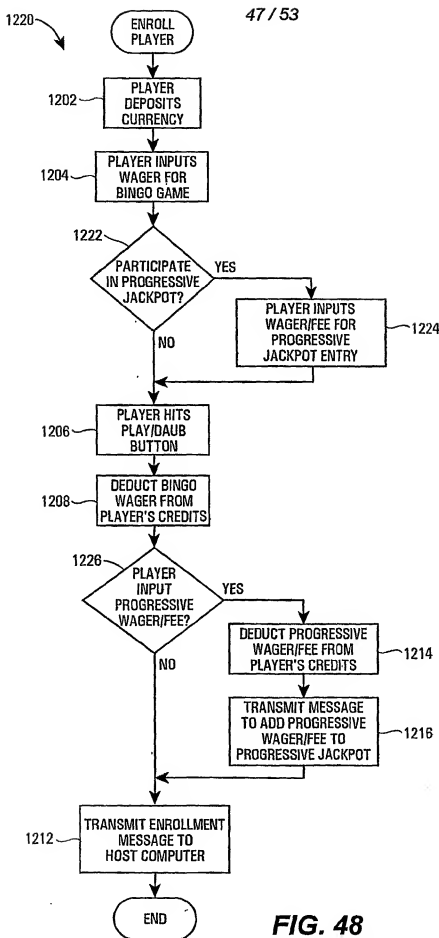 1220
ENROLL
PLAYER
47 / 53
1202
PLAYER
DEPOSITS
CURRENCY
1204
PLAYER INPUTS
WAGER FOR
BINGO GAME
1222
PARTICIPATE
IN PROGRESSIVE
JACKPOT?
YES
NO
PLAYER INPUTS
WAGER/FEE FOR
PROGRESSIVE
JACKPOT ENTRY
1224
1206
PLAYER HITS
PLAY/DAUB
BUTTON
1208
DEDUCT BINGO
WAGER FROM
PLAYER'S CREDITS
1226
PLAYER
INPUT
PROGRESSIVE
WAGER/FEE?
YES
NO
DEDUCT PROGRESSIVE
WAGER/FEE FROM
PLAYER'S CREDITS
1214
TRANSMIT MESSAGE
TO ADD PROGRESSIVE
WAGER/FEE TO
PROGRESSIVE JACKPOT
1216
1212
TRANSMIT ENROLLMENT
MESSAGE TO
HOST COMPUTER
END
FIG. 48